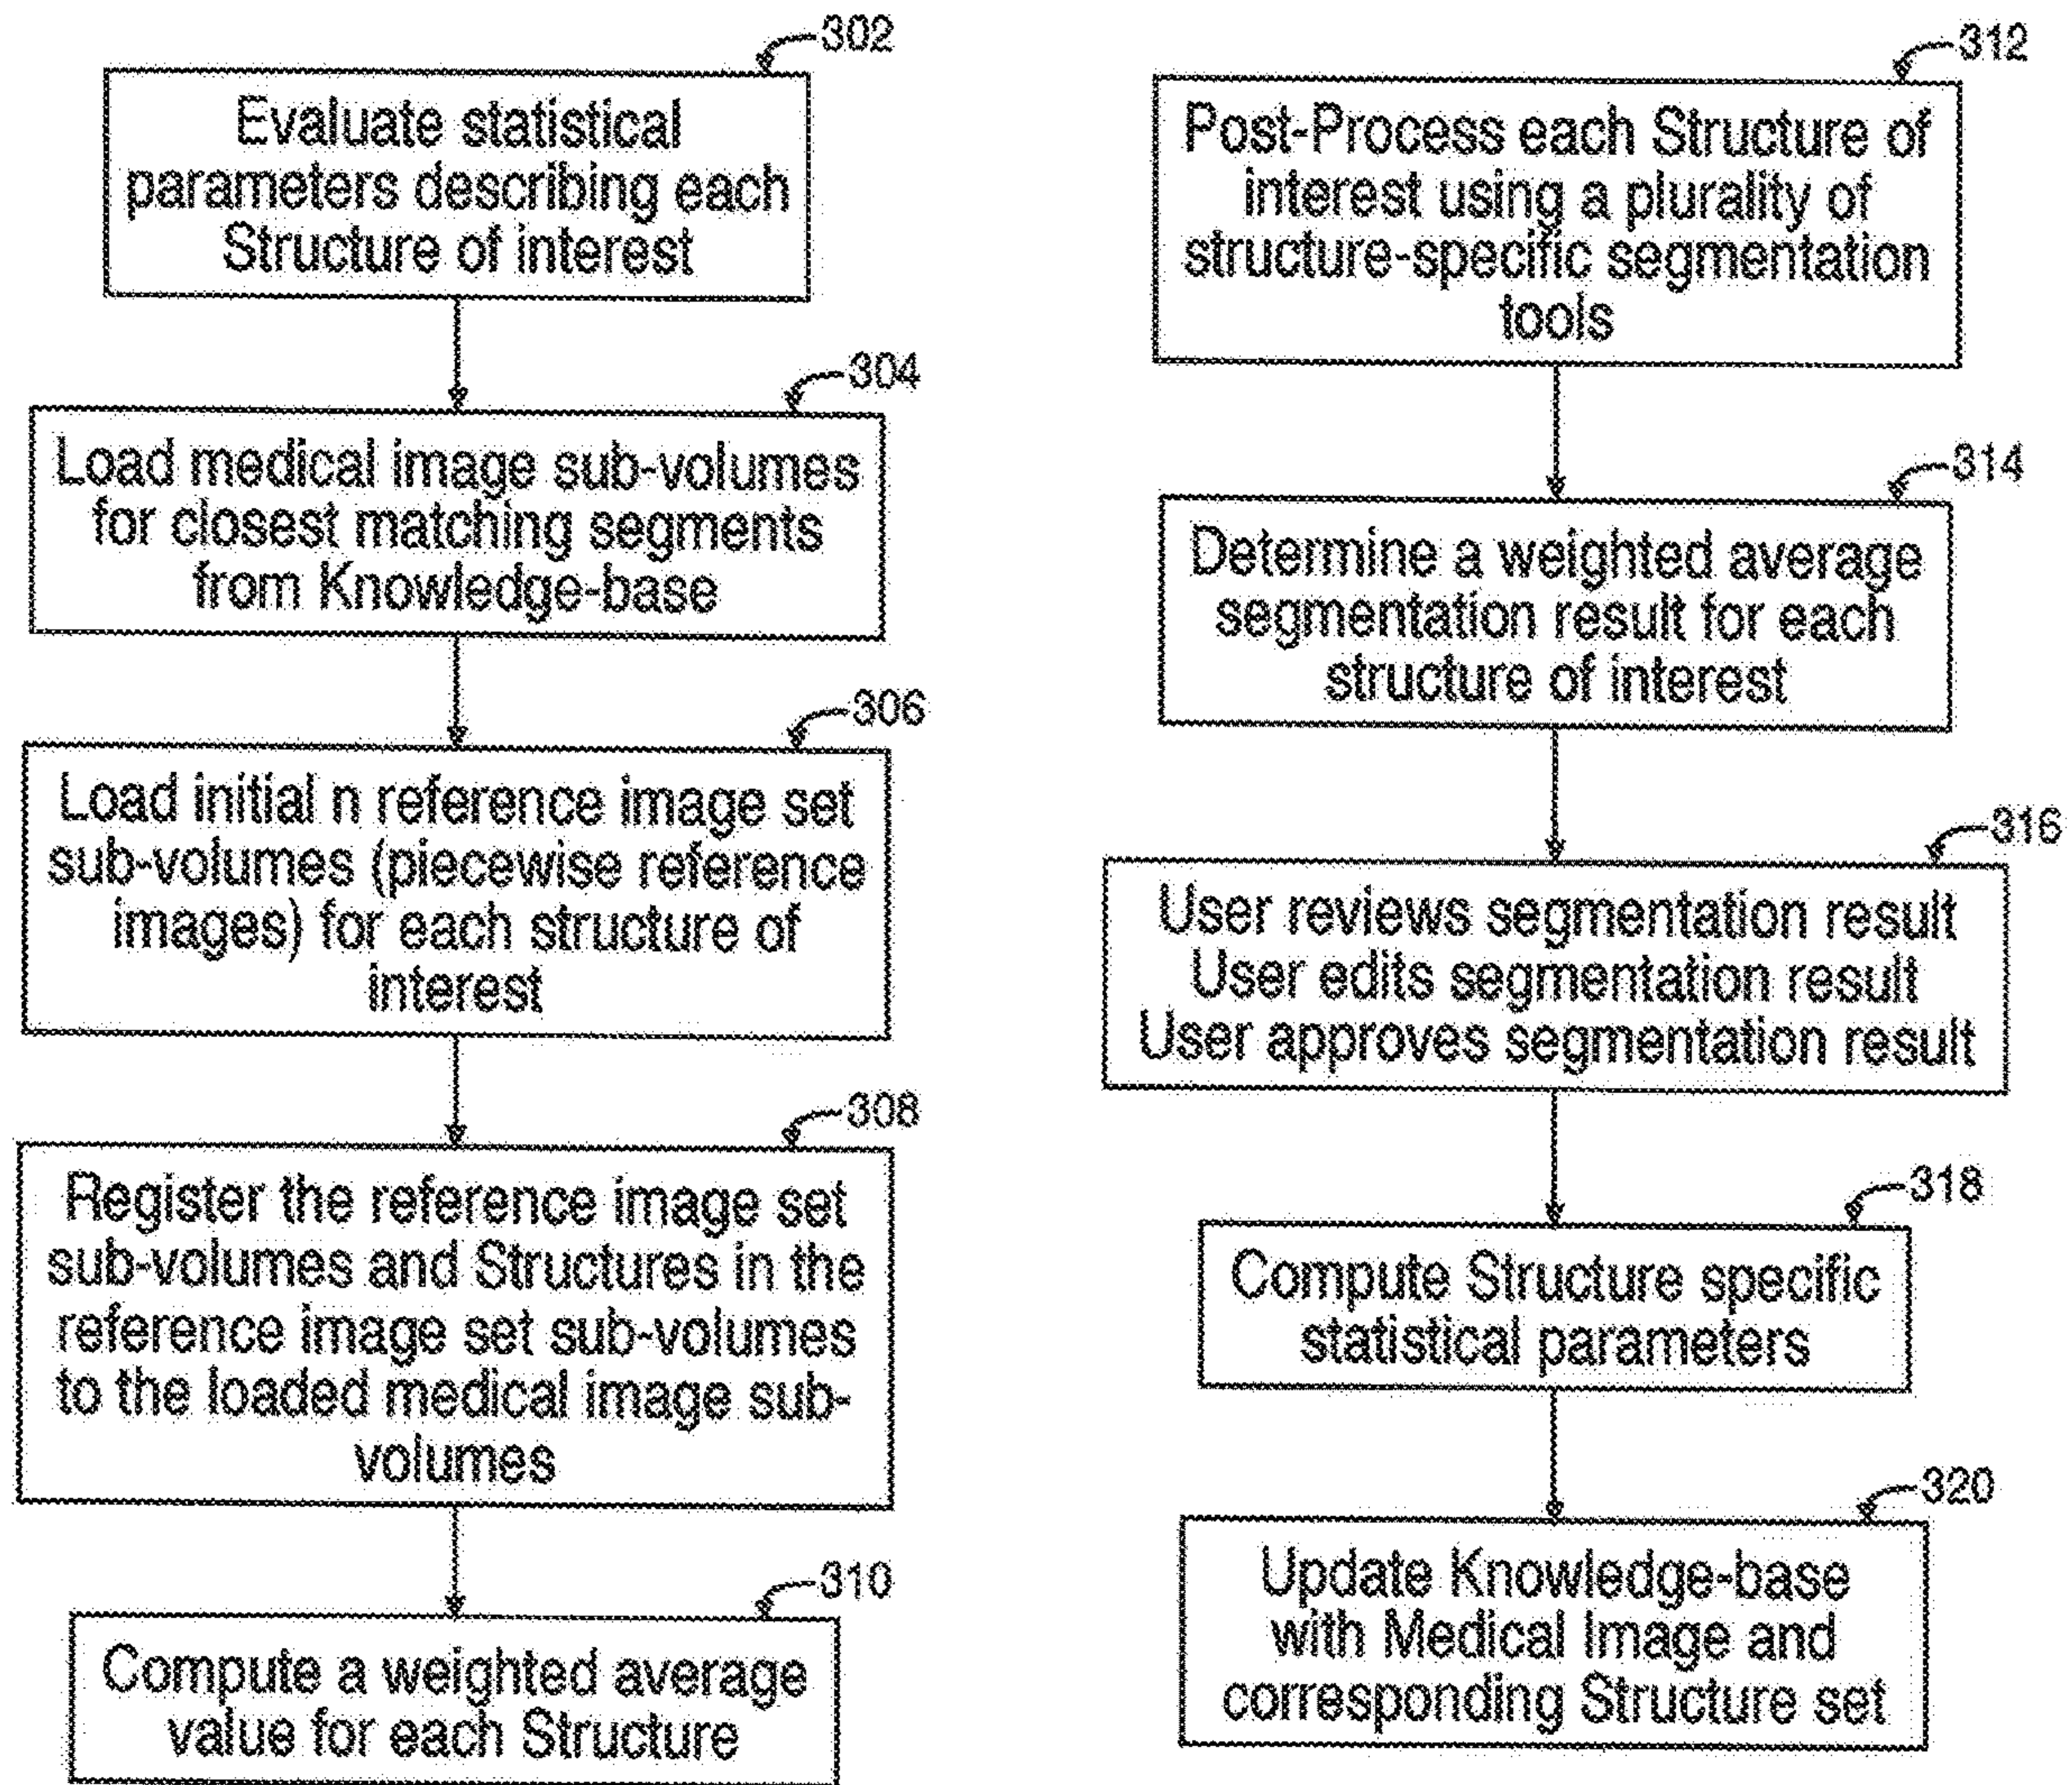 302
Evaluate statistical
parameters describing each
Structure of interest
304
Load medical image sub-volumes
for closest matching segments
from Knowledge-base
306
Load initial n reference image set
sub-volumes (piecewise reference
images) for each structure of
interest
308
Register the reference image set
sub-volumes and Structures in the
reference image set sub-volumes
to the loaded medical image sub-
volumes
310
Compute a weighted average
value for each Structure
312
Post-Process each Structure of
interest using a plurality of
structure-specific segmentation
tools
314
Determine a weighted average
segmentation result for each
structure of interest
316
User reviews segmentation result
User edits segmentation result
User approves segmentation result
318
Compute Structure specific
statistical parameters
320
Update Knowledge-base
with Medical Image and
corresponding Structure set